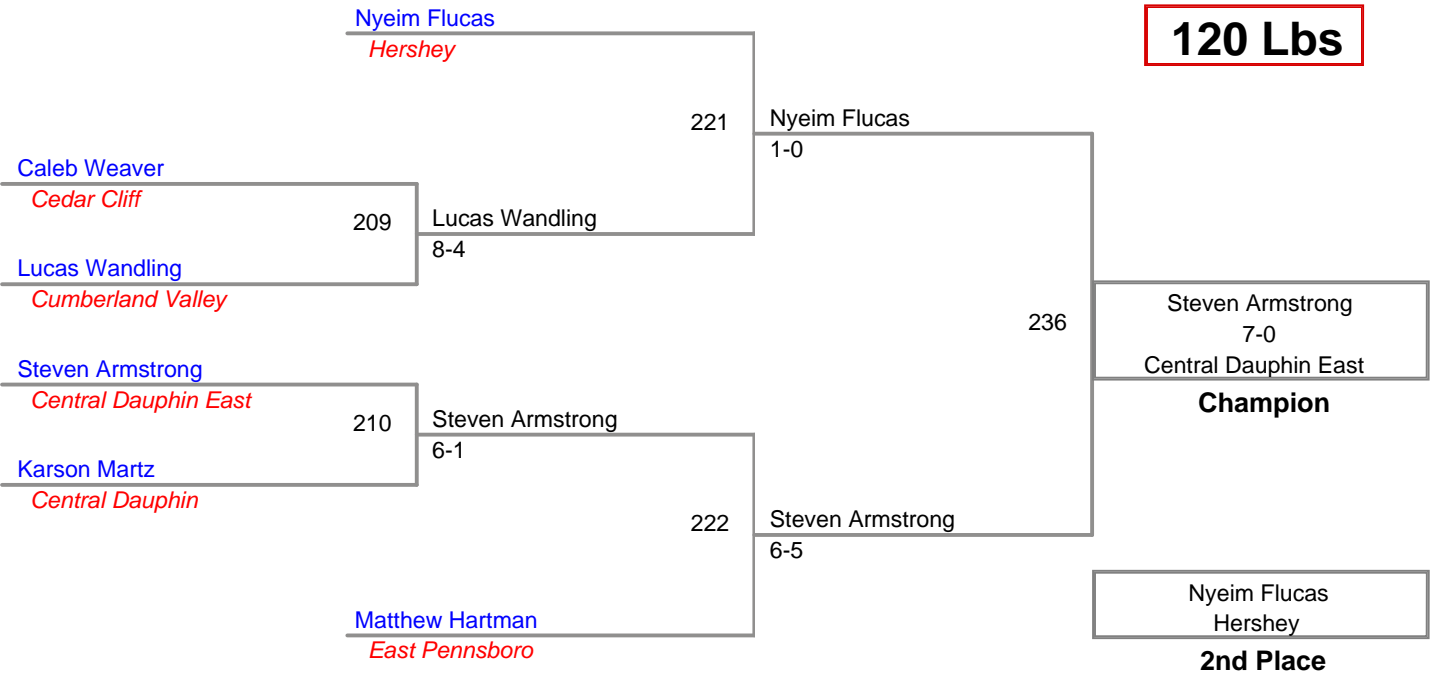 Nyeim Flucas
Hershey
120 Lbs
221
Nyeim Flucas
1-0
Caleb Weaver
Cedar Cliff
209
Lucas Wandling
8-4
Lucas Wandling
Cumberland Valley
236
Steven Armstrong
7-0
Central Dauphin East
Champion
Steven Armstrong
Central Dauphin East
210
Steven Armstrong
6-1
Karson Martz
Central Dauphin
222
Steven Armstrong
6-5
Matthew Hartman
East Pennsboro
Nyeim Flucas
Hershey
2nd Place